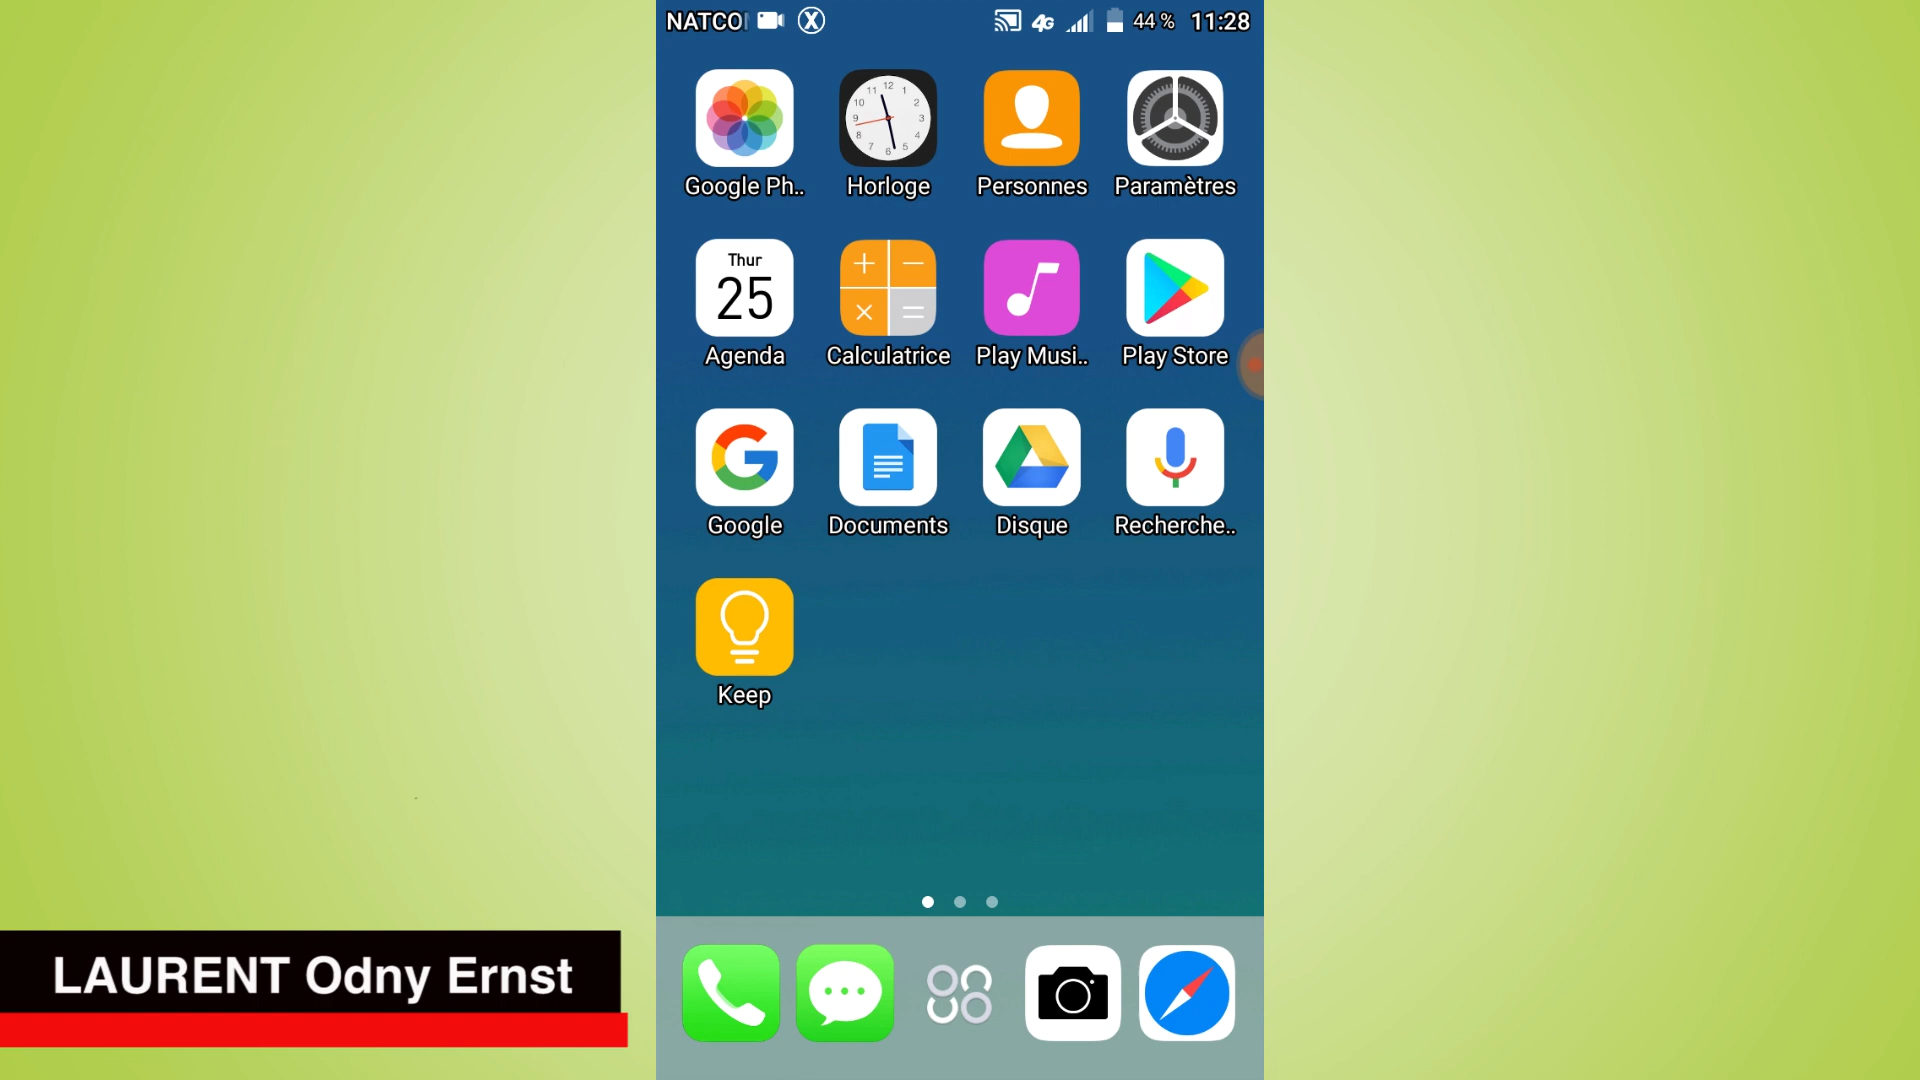 NATCO 44 % 11:28
Google Ph.. Horloge Personnes Paramètres
Thur
25
Agenda Calculatrice Play Musi.. Play Store
Google Documents Disque Recherche..
Keep
LAURENT Odny Ernst